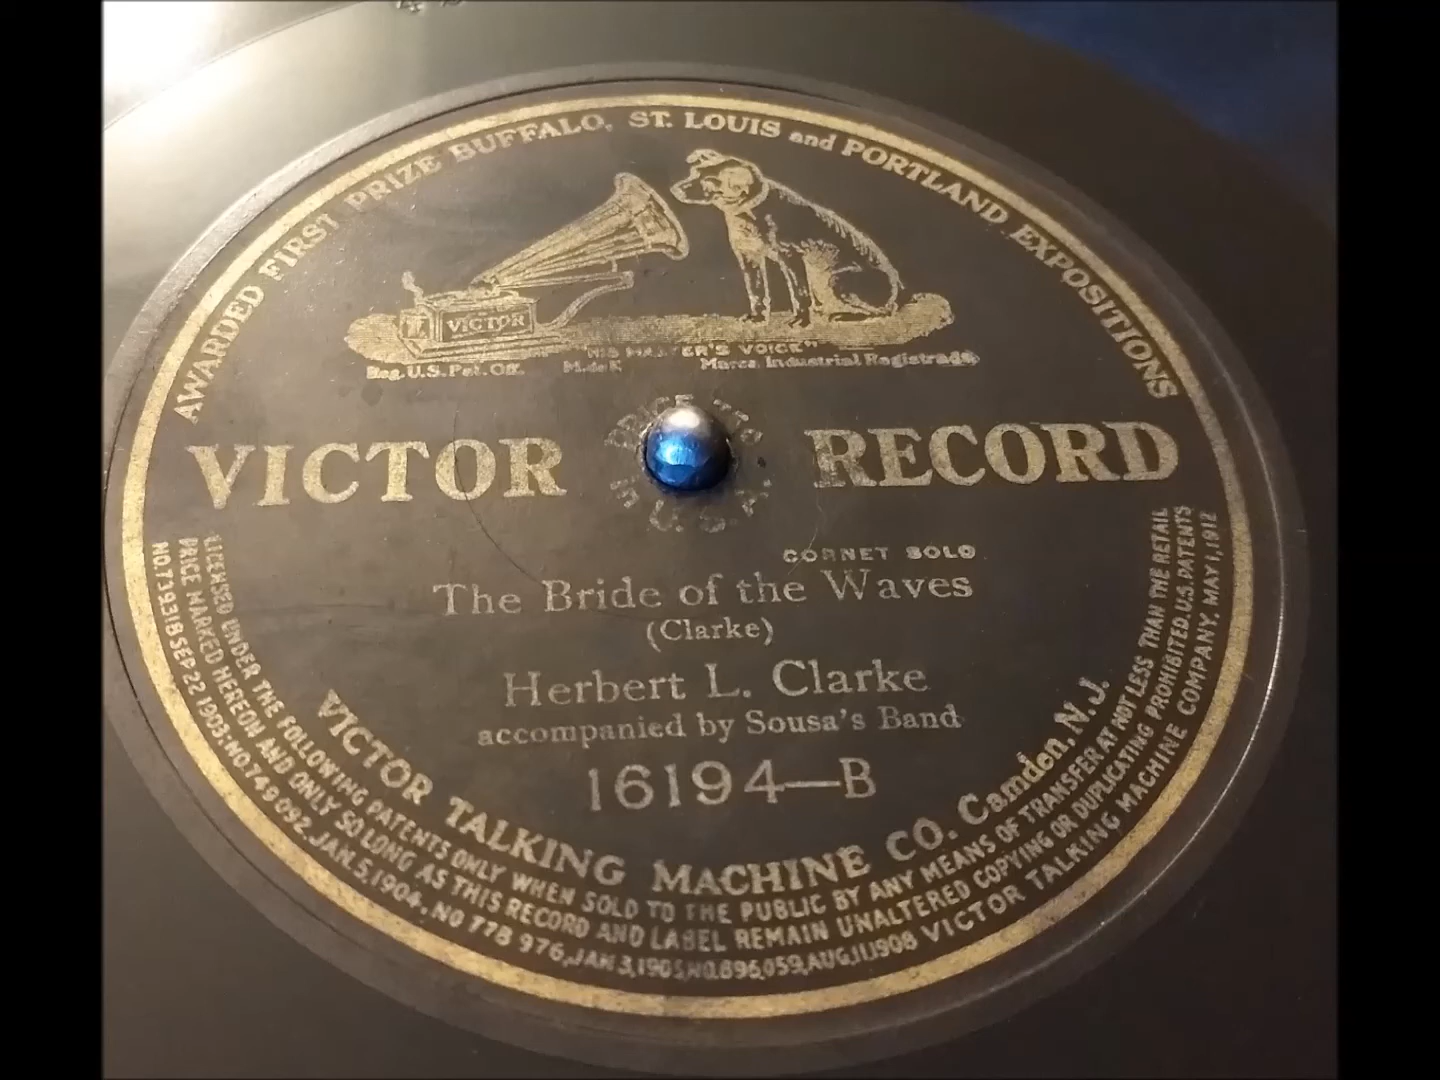 AWARDED FIRST PRIZE BUFFALO, ST. LOUIS and PORTLAND EXPOSITIONS
VICTOR
"HIS MASTER'S VOICE"
Reg. U.S. Pat. Off. M. de F. Marca Industrial Registrada
VICTOR RECORD
in U.S.A.
CORNET SOLO
The Bride of the Waves
(Clarke)
Herbert L. Clarke
accompanied by Sousa's Band
16194—B
VICTOR TALKING MACHINE CO. Camden, N.J.
LICENSED UNDER THE FOLLOWING PATENTS ONLY WHEN SOLD TO THE PUBLIC BY ANY MEANS OF TRANSFER AT NOT LESS THAN THE RETAIL
PRICE MARKED HEREON AND ONLY SO LONG AS THIS RECORD AND LABEL REMAIN UNALTERED COPYING OR DUPLICATING PROHIBITED. U.S. PATENTS
NO. 739318 SEP 22 1903. NO. 749 092, JAN. 5, 1904. NO 778 976, JAN 3, 1905, NO. 896,059, AUG. 11, 1908 VICTOR TALKING MACHINE COMPANY. MAY 1, 1912